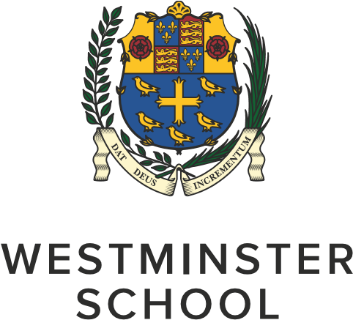 DAT DEUS INCREMENTUM
WESTMINSTER
SCHOOL